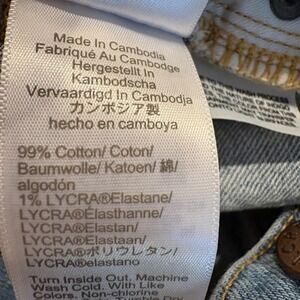 Made In Cambodia
Fabriqué Au Cambodge
Hergestellt In
Kambodscha
Vervaardigd In Cambodja
カンボジア製
hecho en camboya
99% Cotton/ Coton/
Baumwolle/ Katoen/ 綿/
algodón
1% LYCRA®Elastane/
LYCRA®Élasthanne/
LYCRA®Elasthan/
LYCRA®Elastaan/
LYCRA®ポリウレタン/
LYCRA®elastano
Turn Inside Out. Machine
Wash Cold. With Like
Colors. Non-chlorine